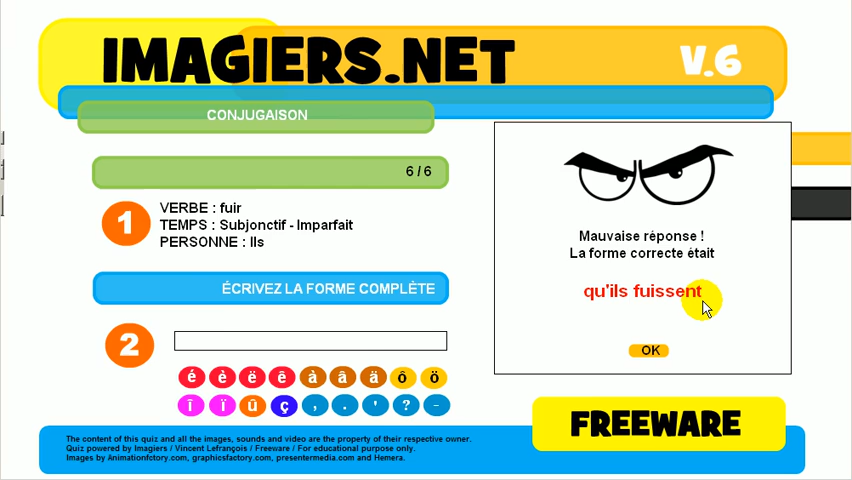 IMAGIERS.NET
V.6
CONJUGAISON
6 / 6
1
VERBE : fuir
TEMPS : Subjonctif - Imparfait
PERSONNE : Ils
ÉCRIVEZ LA FORME COMPLÈTE
2
é è ë ê à â ä ô ö
î ï û ç , . ' ? -
Mauvaise réponse !
La forme correcte était
qu'ils fuissent
OK
FREEWARE
The content of this quiz and all the images, sounds and video are the property of their respective owner.
Quiz powered by Imagiers / Vincent Lefrançois / Freeware / For educational purpose only.
Images by Animationfctory.com, graphicsfactory.com, presentermedia.com and Hemera.